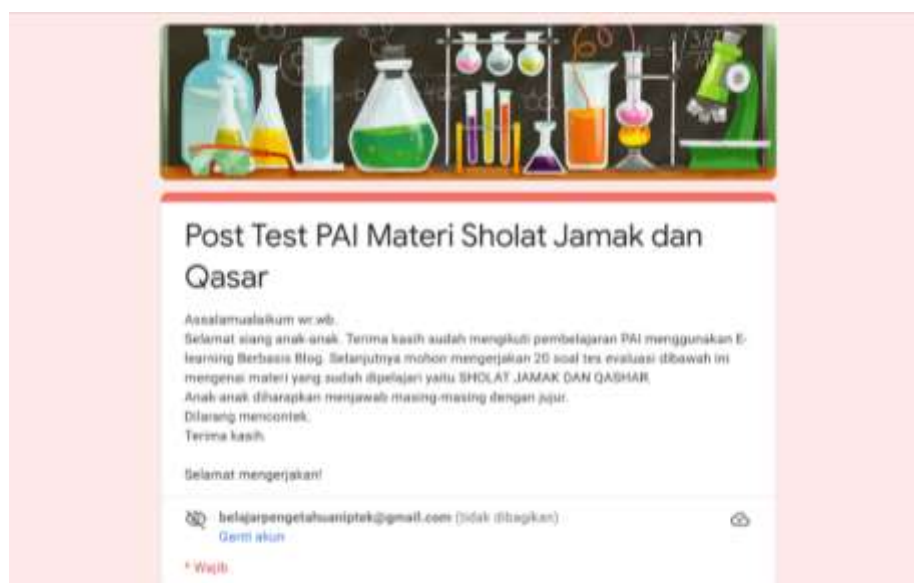 Post Test PAI Materi Sholat Jamak dan
Qasar
Assalamualaikum wr.wb.
Selamat siang anak-anak. Terima kasih sudah mengikuti pembelajaran PAI menggunakan E-
learning Berbasis Blog. Selanjutnya mohon mengerjakan 20 soal tes evaluasi dibawah ini
mengenai materi yang sudah dipelajari yaitu SHOLAT JAMAK DAN QASHAR
Anak-anak diharapkan menjawab masing-masing dengan jujur.
Dilarang mencontek.
Terima kasih.
Selamat mengerjakan!
belajarpengetahuaniptek@gmail.com (tidak dibagikan)
Ganti akun
* Wajib